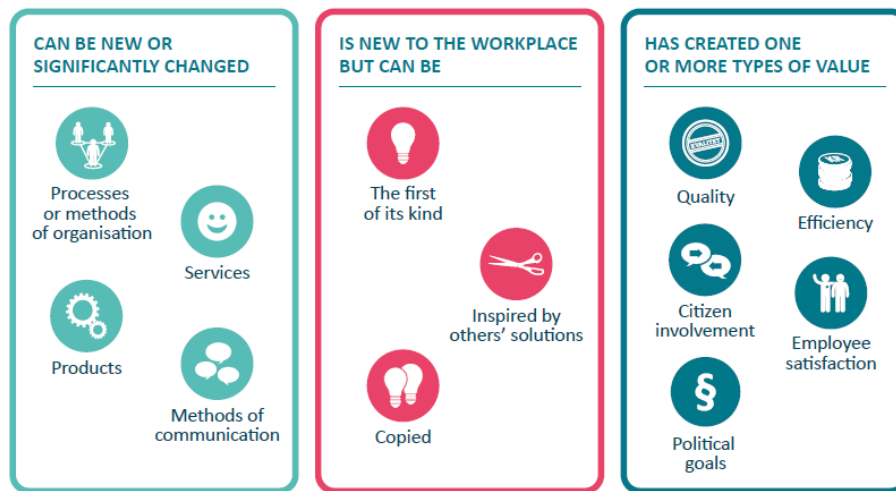 CAN BE NEW OR
SIGNIFICANTLY CHANGED
Processes
or methods
of organisation
Services
Products
Methods of
communication
IS NEW TO THE WORKPLACE
BUT CAN BE
The first
of its kind
Inspired by
others’ solutions
Copied
HAS CREATED ONE
OR MORE TYPES OF VALUE
KVALITET
Quality
KR
Efficiency
Citizen
involvement
Employee
satisfaction
§
Political
goals